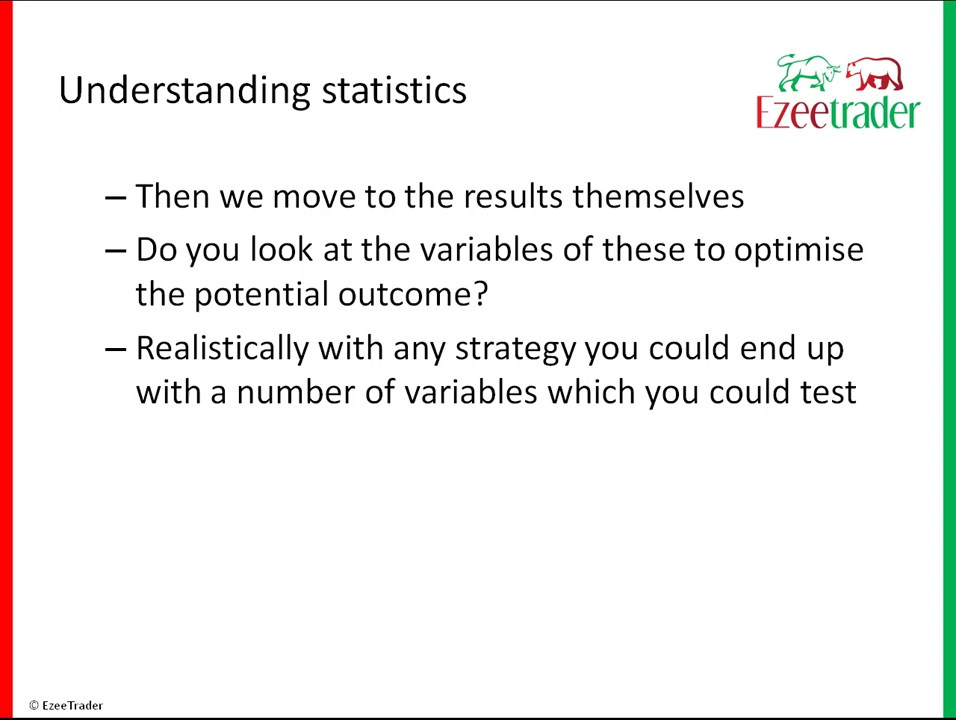 Understanding statistics
Ezeetrader
– Then we move to the results themselves
– Do you look at the variables of these to optimise
the potential outcome?
– Realistically with any strategy you could end up
with a number of variables which you could test
© EzeeTrader